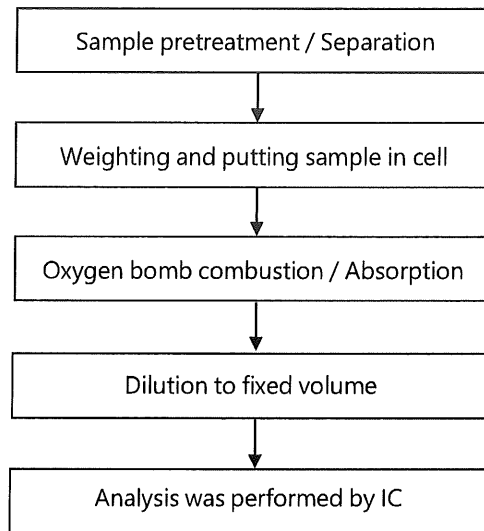 Sample pretreatment / Separation
Weighting and putting sample in cell
Oxygen bomb combustion / Absorption
Dilution to fixed volume
Analysis was performed by IC